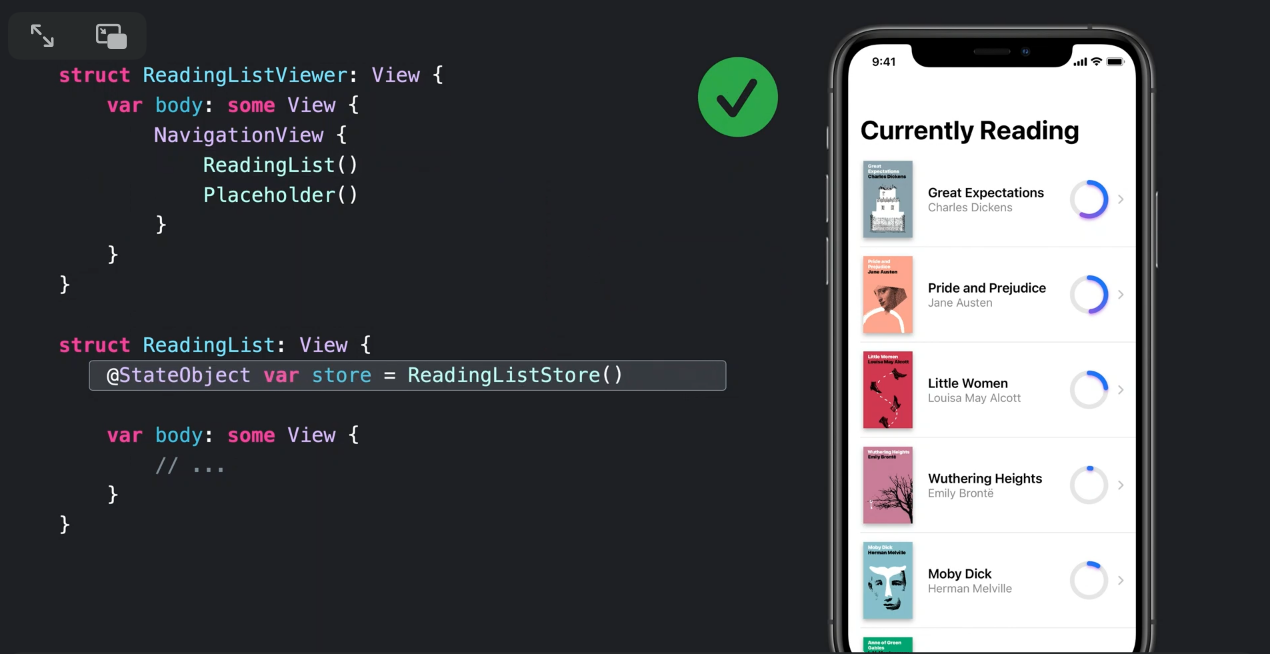 struct ReadingListViewer: View {
var body: some View {
NavigationView {
ReadingList()
Placeholder()
}
}
}
struct ReadingList: View {
@StateObject var store = ReadingListStore()
var body: some View {
// ...
}
}
9:41
Currently Reading
Great
Expectations
Charles Dickens
Great Expectations
Charles Dickens
Pride and
Prejudice
Jane Austen
Pride and Prejudice
Jane Austen
Little Women
Louisa May Alcott
Little Women
Louisa May Alcott
Wuthering Heights
Emily Brontë
Wuthering Heights
Emily Brontë
Moby Dick
Herman Melville
Moby Dick
Herman Melville
Anne of Green
Gables